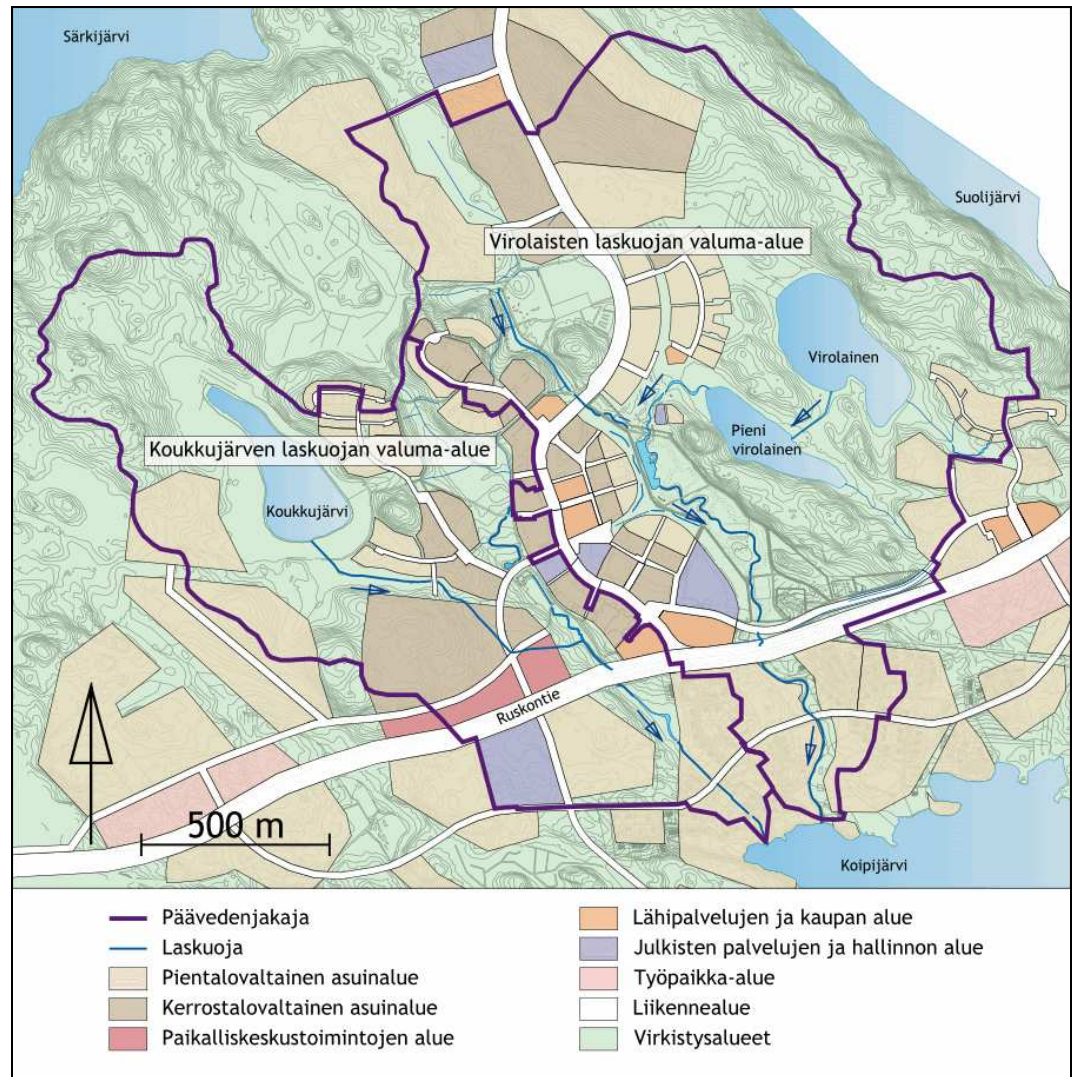 Särkijärvi
Suolijärvi
Virolaisten laskuojan valuma-alue
Virolainen
Pieni
virolainen
Koukkujärven laskuojan valuma-alue
Koukkujärvi
Ruskontie
500 m
Koipijärvi
Päävedenjakaja
Laskuoja
Pientalovaltainen asuinalue
Kerrostalovaltainen asuinalue
Paikalliskeskustoimintojen alue
Lähipalvelujen ja kaupan alue
Julkisten palvelujen ja hallinnon alue
Työpaikka-alue
Liikennealue
Virkistysalueet